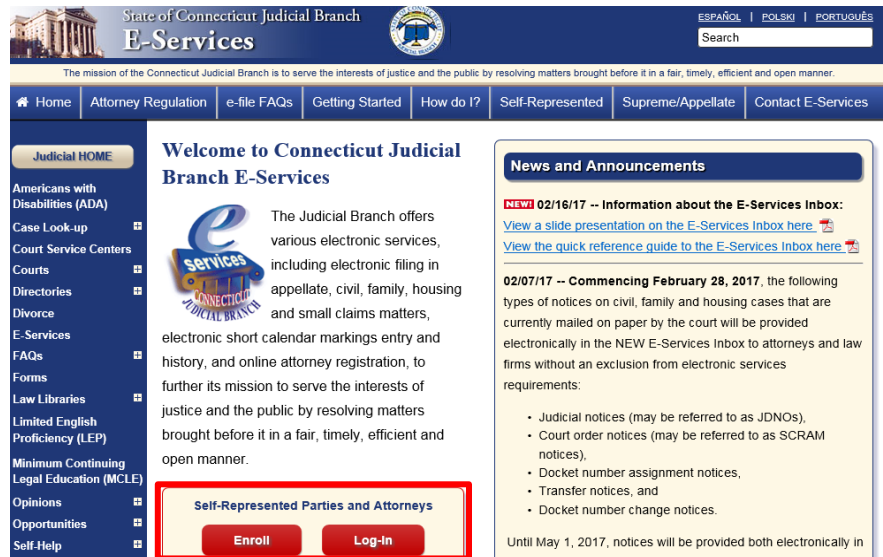 State of Connecticut Judicial Branch
E-Services
ESPAÑOL | POLSKI | PORTUGUÊS
Search
The mission of the Connecticut Judicial Branch is to serve the interests of justice and the public by resolving matters brought before it in a fair, timely, efficient and open manner.
Home
Attorney Regulation
e-file FAQs
Getting Started
How do I?
Self-Represented
Supreme/Appellate
Contact E-Services
Judicial HOME
Americans with
Disabilities (ADA)
Case Look-up
Court Service Centers
Courts
Directories
Divorce
E-Services
FAQs
Forms
Law Libraries
Limited English
Proficiency (LEP)
Minimum Continuing
Legal Education (MCLE)
Opinions
Opportunities
Self-Help
Welcome to Connecticut Judicial
Branch E-Services
e
services
CONNECTICUT
JUDICIAL BRANCH
The Judicial Branch offers
various electronic services,
including electronic filing in
appellate, civil, family, housing
and small claims matters,
electronic short calendar markings entry and
history, and online attorney registration, to
further its mission to serve the interests of
justice and the public by resolving matters
brought before it in a fair, timely, efficient and
open manner.
Self-Represented Parties and Attorneys
Enroll
Log-In
News and Announcements
NEW! 02/16/17 -- Information about the E-Services Inbox:
View a slide presentation on the E-Services Inbox here
View the quick reference guide to the E-Services Inbox here
02/07/17 -- Commencing February 28, 2017, the following
types of notices on civil, family and housing cases that are
currently mailed on paper by the court will be provided
electronically in the NEW E-Services Inbox to attorneys and law
firms without an exclusion from electronic services
requirements:
• Judicial notices (may be referred to as JDNOs),
• Court order notices (may be referred to as SCRAM
notices),
• Docket number assignment notices,
• Transfer notices, and
• Docket number change notices.
Until May 1, 2017, notices will be provided both electronically in